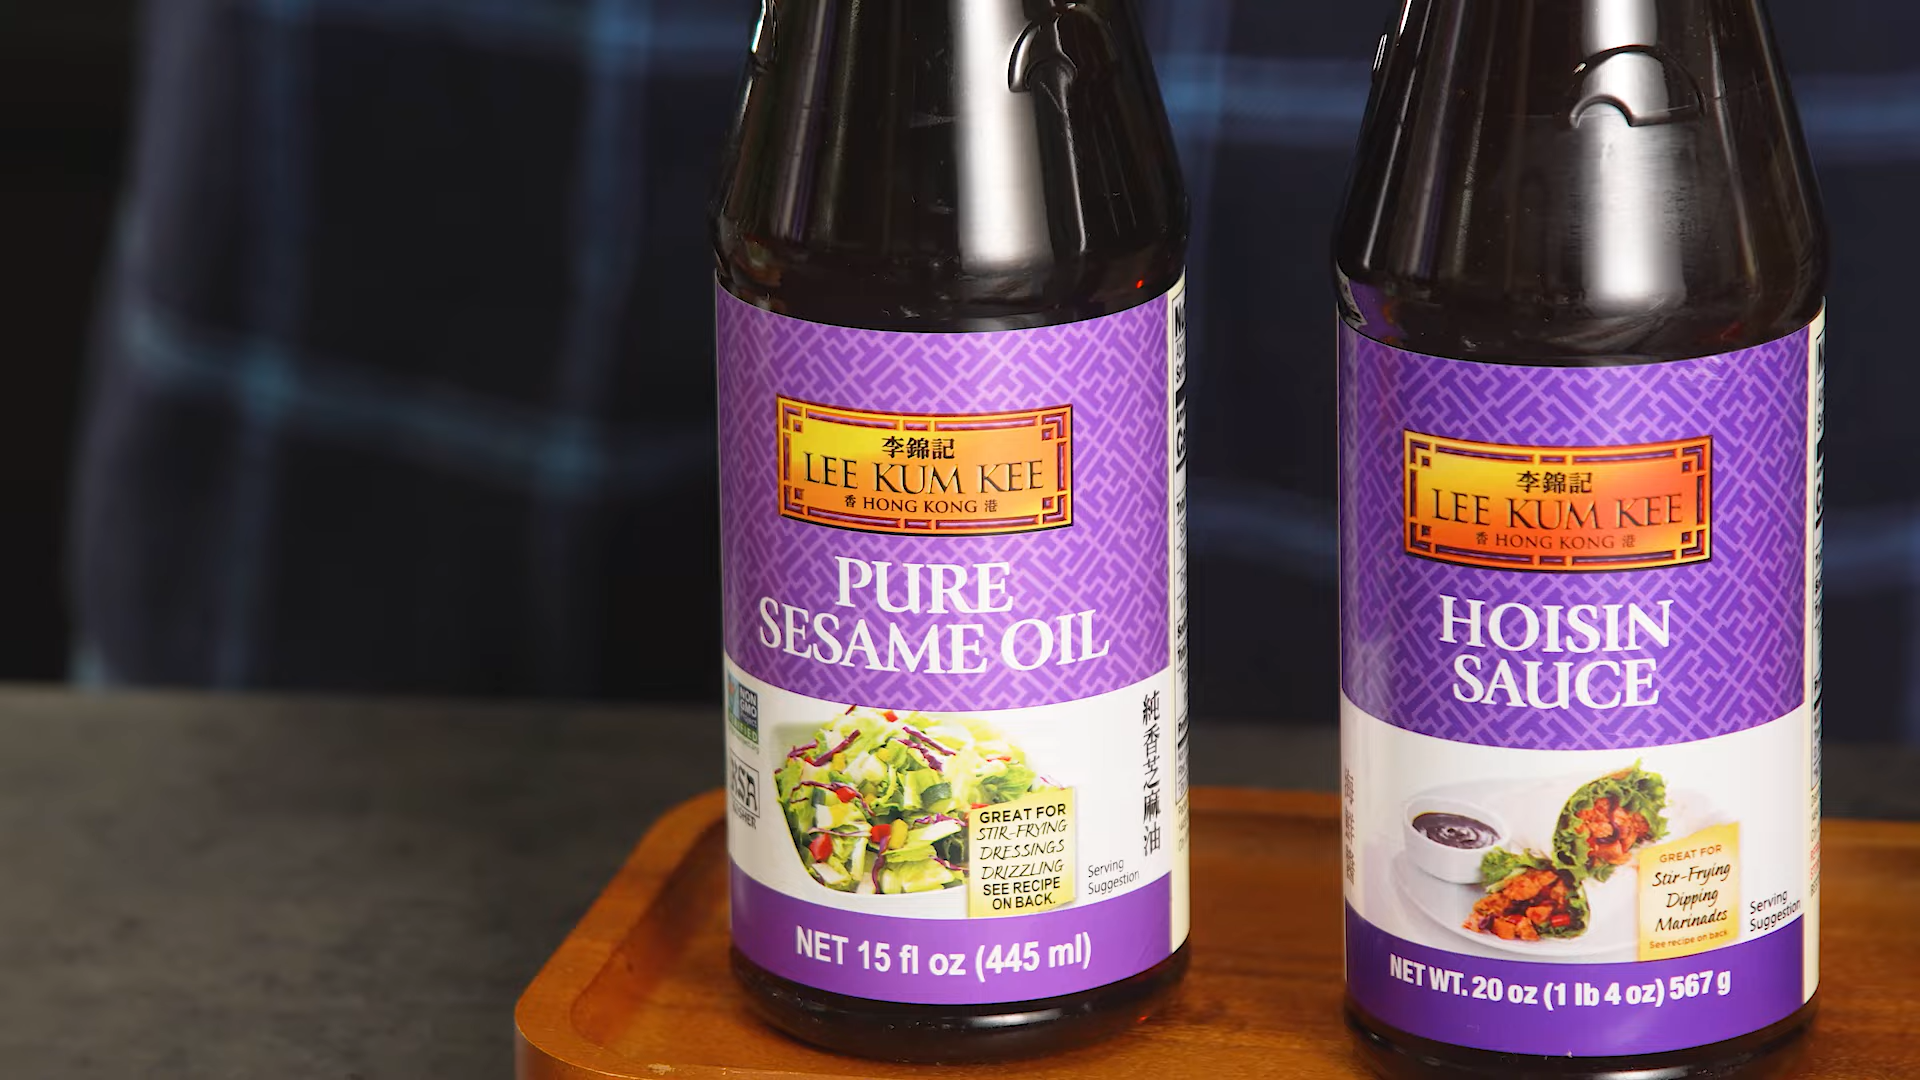 李錦記
LEE KUM KEE
香 HONG KONG 港
PURE
SESAME OIL
NON
GMO
純香芝麻油
GREAT FOR
STIR-FRYING
DRESSINGS
DRIZZLING
SEE RECIPE
ON BACK.
Serving
Suggestion
NET 15 fl oz (445 ml)
李錦記
LEE KUM KEE
香 HONG KONG 港
HOISIN
SAUCE
GREAT FOR
Stir-Frying
Dipping
Marinades
See recipe on back.
Serving
Suggestion
NET WT. 20 oz (1 lb 4 oz) 567 g